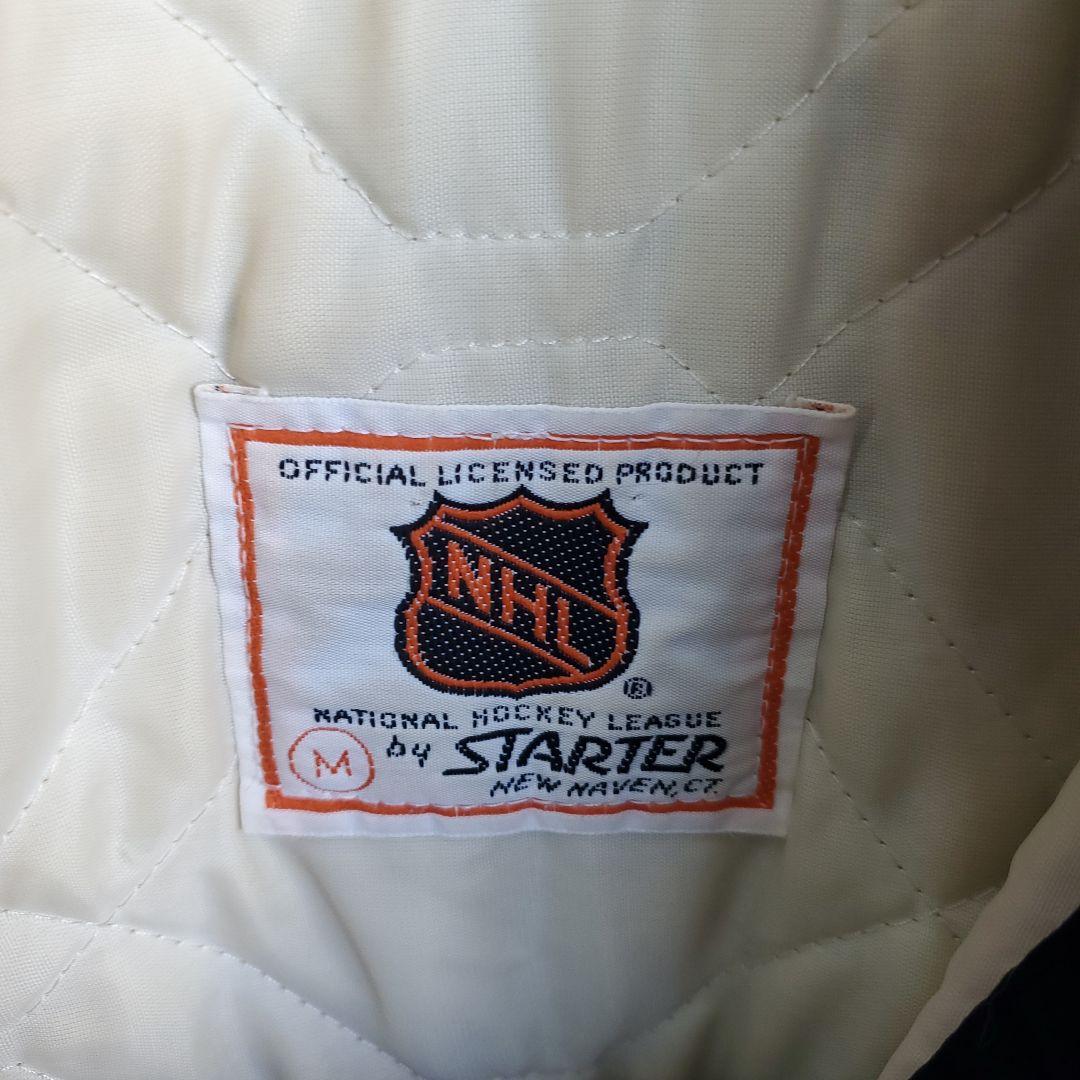 OFFICIAL LICENSED PRODUCT
NHL
®
NATIONAL HOCKEY LEAGUE
M by STARTER
NEW HAVEN, CT.